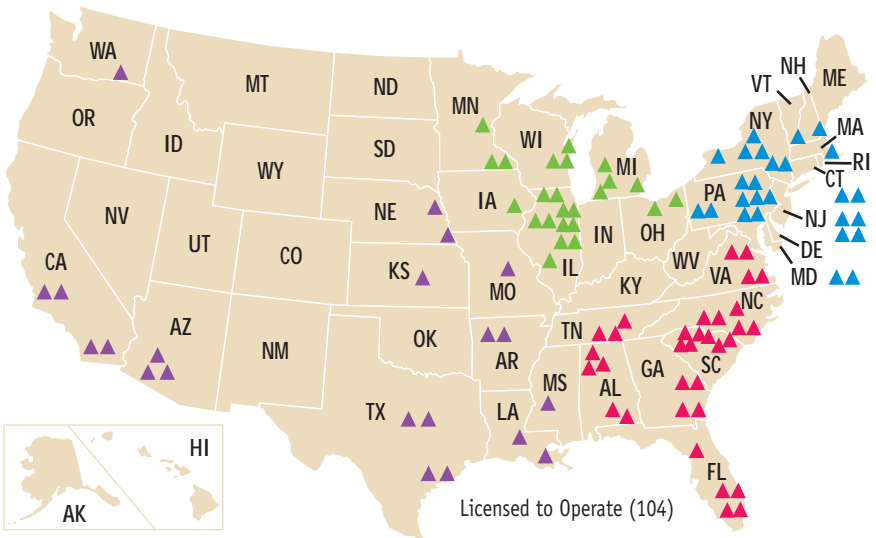 WA
MT
ND
MN
VT
NH
ME
OR
ID
SD
WI
NY
MA
WY
MI
RI
CT
NV
NE
IA
PA
NJ
UT
CO
IL
IN
OH
WV
VA
DE
MD
CA
KS
MO
KY
NC
AZ
NM
OK
AR
TN
SC
TX
LA
MS
AL
GA
FL
HI
AK
Licensed to Operate (104)